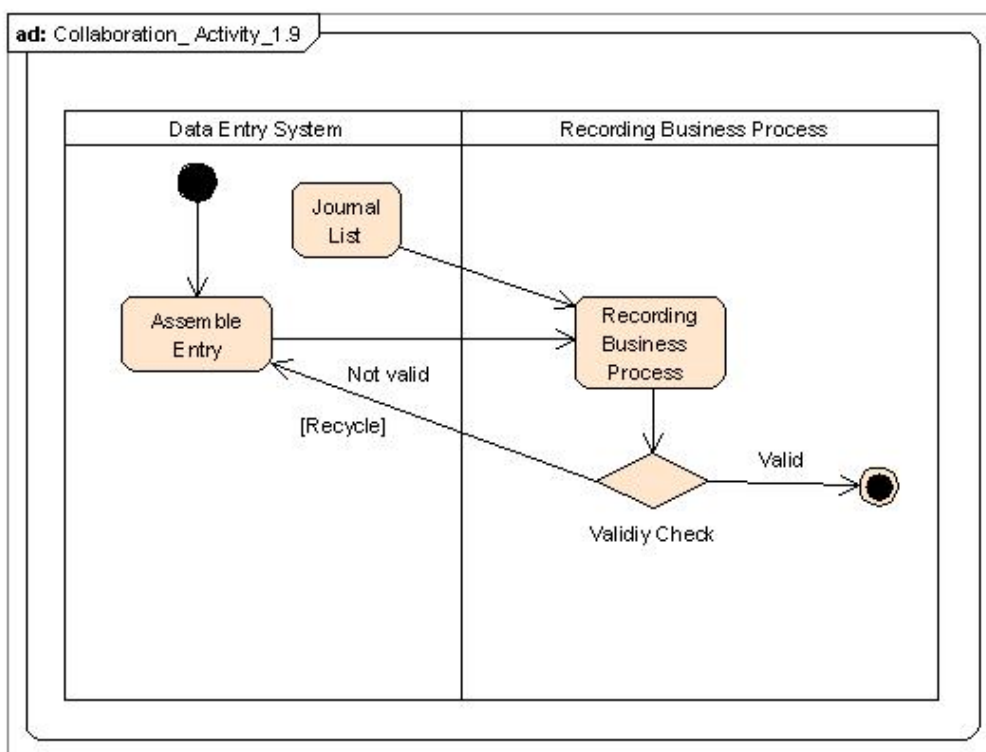 ad: Collaboration_ Activity_1.9
Data Entry System
Recording Business Process
Journal
List
Assemble
Entry
Recording
Business
Process
Not valid
[Recycle]
Valid
Validiy Check